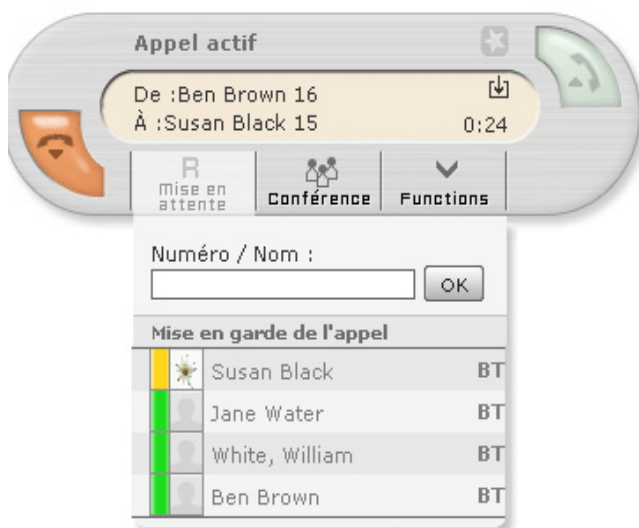 Appel actif
De :Ben Brown 16
À :Susan Black 15
0:24
R
Mise en
attente
Conférence
Functions
Numéro / Nom :
OK
Mise en garde de l'appel
Susan Black BT
Jane Water BT
White, William BT
Ben Brown BT